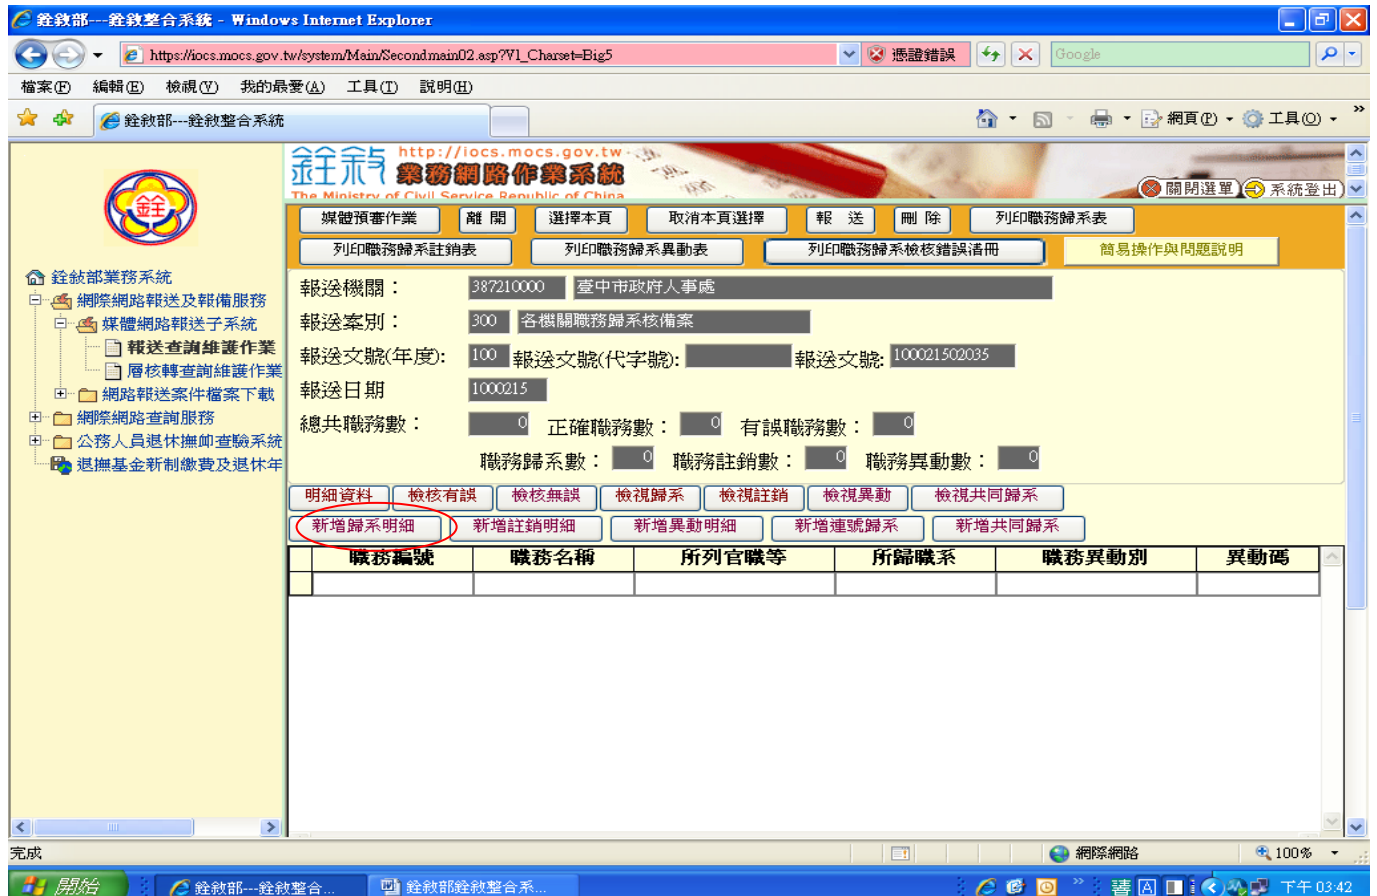 銓敘部---銓敘整合系統 - Windows Internet Explorer
https://iocs.mocs.gov.tw/system/Main/Secondmain02.asp?V1_Charset=Big5 憑證錯誤 Google
檔案(F) 編輯(E) 檢視(V) 我的最愛(A) 工具(T) 說明(H)
銓敘部---銓敘整合系統 網頁(P) 工具(O)
銓敘 http://iocs.mocs.gov.tw
業務網路作業系統
The Ministry of Civil Service Republic of China
關閉選單 系統登出
銓
媒體預審作業 離 開 選擇本頁 取消本頁選擇 報 送 刪 除 列印職務歸系表
列印職務歸系註銷表 列印職務歸系異動表 列印職務歸系檢核錯誤清冊 簡易操作與問題說明
銓敘部業務系統
網際網路報送及報備服務
媒體網路報送子系統
報送查詢維護作業
層核轉查詢維護作業
網路報送案件檔案下載
網際網路查詢服務
公務人員退休撫卹查驗系統
退撫基金新制繳費及退休年
報送機關: 387210000 臺中市政府人事處
報送案別: 300 各機關職務歸系核備案
報送文號(年度): 100 報送文號(代字號): 報送文號: 100021502035
報送日期 1000215
總共職務數: 0 正確職務數: 0 有誤職務數: 0
職務歸系數: 0 職務註銷數: 0 職務異動數: 0
明細資料 檢核有誤 檢核無誤 檢視歸系 檢視註銷 檢視異動 檢視共同歸系
新增歸系明細 新增註銷明細 新增異動明細 新增連號歸系 新增共同歸系
職務編號 職務名稱 所列官職等 所歸職系 職務異動別 異動碼
完成 網際網路 100%
開始 銓敘部---銓敘整合... 銓敘部銓敘整合系... 下午 03:42